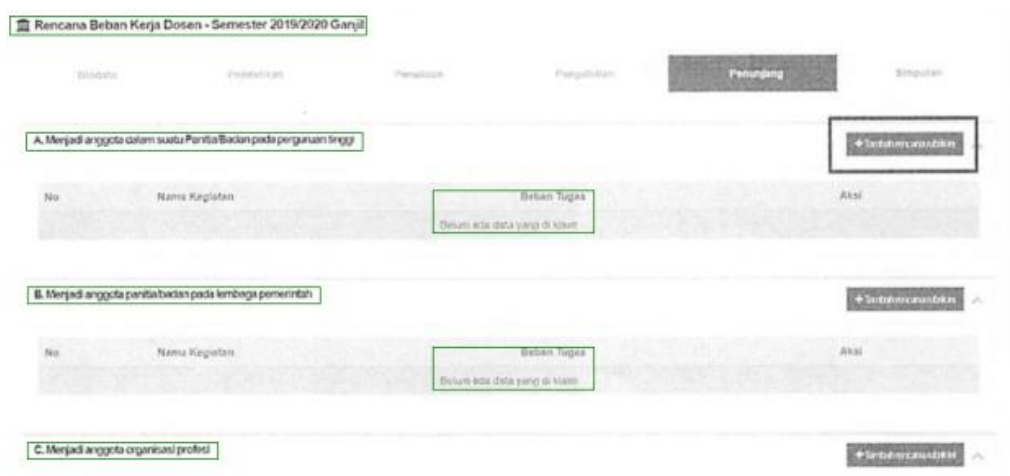 Rencana Beban Kerja Dosen - Semester 2019/2020 Ganjil
Biodata Pendidikan Penelitian Pengabdian Penunjang Simpulan
A. Menjadi anggota dalam suatu Panitia/Badan pada perguruan tinggi
No Nama Kegiatan Beban Tugas Aksi
Belum ada data yang di klaim
B. Menjadi anggota panitia/badan pada lembaga pemerintah
No Nama Kegiatan Beban Tugas Aksi
Belum ada data yang di klaim
C. Menjadi anggota organisasi profesi